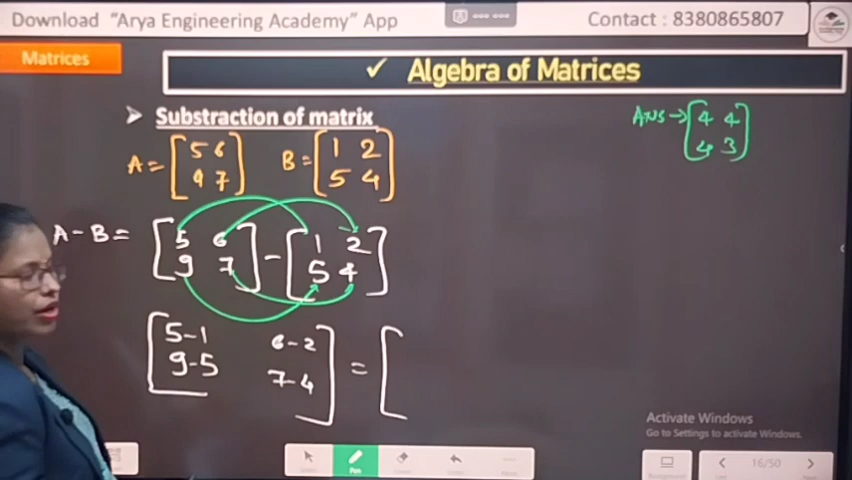 Download "Arya Engineering Academy" App
Contact : 8380865807
Matrices
✓ Algebra of Matrices
➤ Substraction of matrix
Ans → [4 4
4 3]
A = [5 6
9 7]
B = [1 2
5 4]
A - B = [5 6
9 7] - [1 2
5 4]
[5-1 6-2
9-5 7-4] = [
Activate Windows
Go to Settings to activate Windows.
16/50